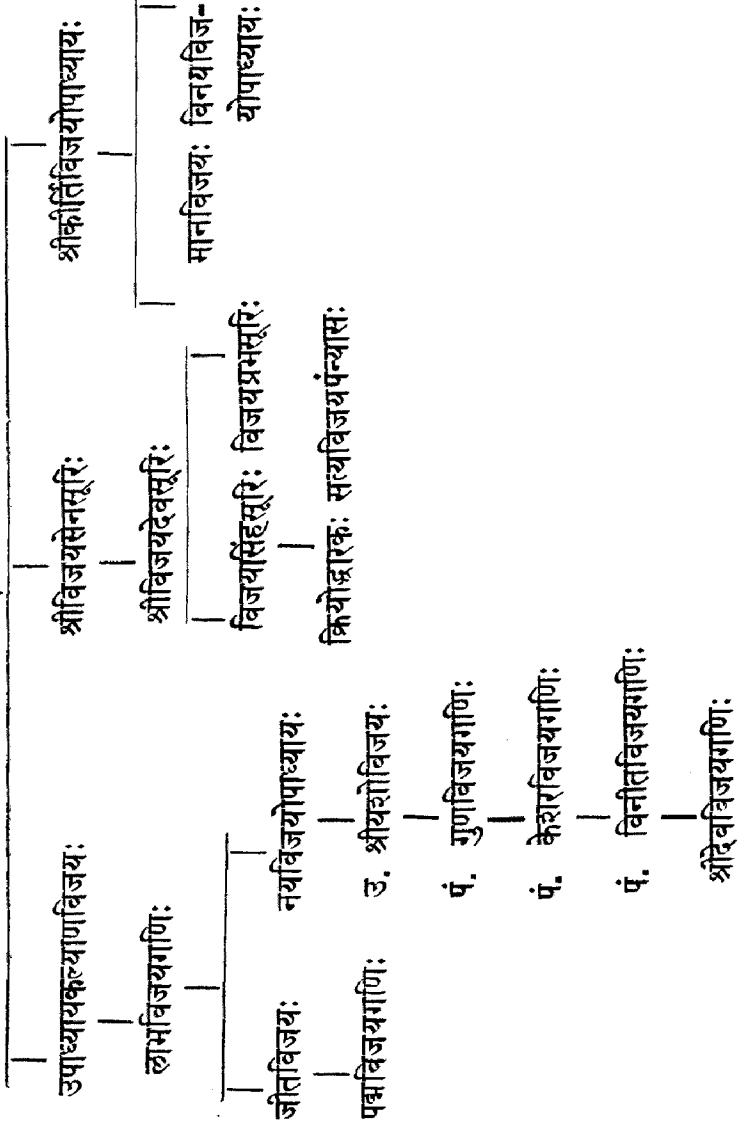 उपाध्यायकल्याणविजयः
श्रीविजयसेनसूरिः
श्रीकीर्तिविजयोपाध्यायः
लाभविजयगणिः
श्रीविजयदेवसूरिः
मानविजयः विनयविज-
योपाध्यायः
विजयसिंहसूरिः विजयप्रभसूरिः
जीतविजयः
नयविजयोपाध्यायः
क्रियोद्धारकः सत्यविजयपंन्यासः
पद्मविजयगणिः
उ. श्रीयशोविजयः
पं. गुणविजयगणिः
पं. केशरविजयगणिः
पं. विनीतविजयगणिः
श्रीदेवविजयगणिः